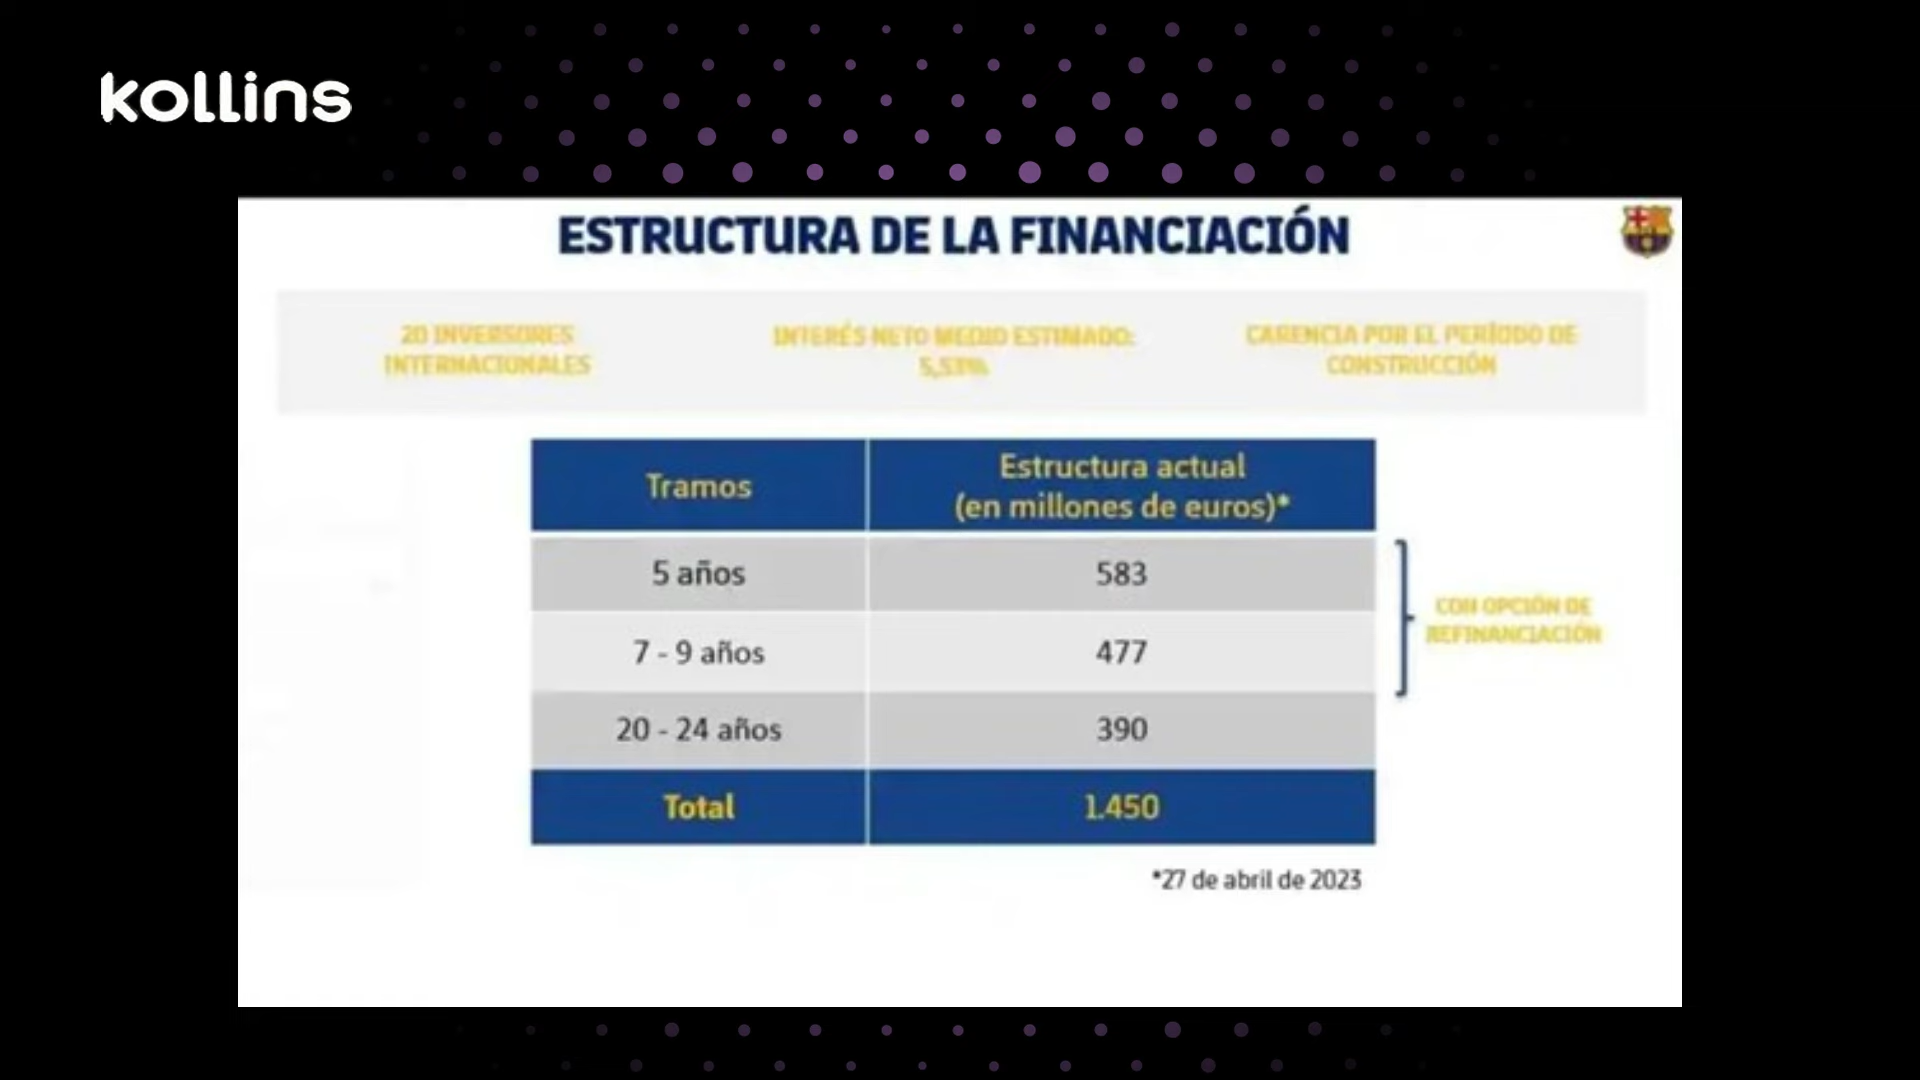 kollins
ESTRUCTURA DE LA FINANCIACIÓN
20 INVERSORES
INTERNACIONALES
INTERÉS NETO MEDIO ESTIMADO:
5,53%
CARENCIA POR EL PERÍODO DE
CONSTRUCCIÓN
Tramos
Estructura actual
(en millones de euros)*
5 años
583
7 - 9 años
477
20 - 24 años
390
CON OPCIÓN DE
REFINANCIACIÓN
Total
1.450
*27 de abril de 2023